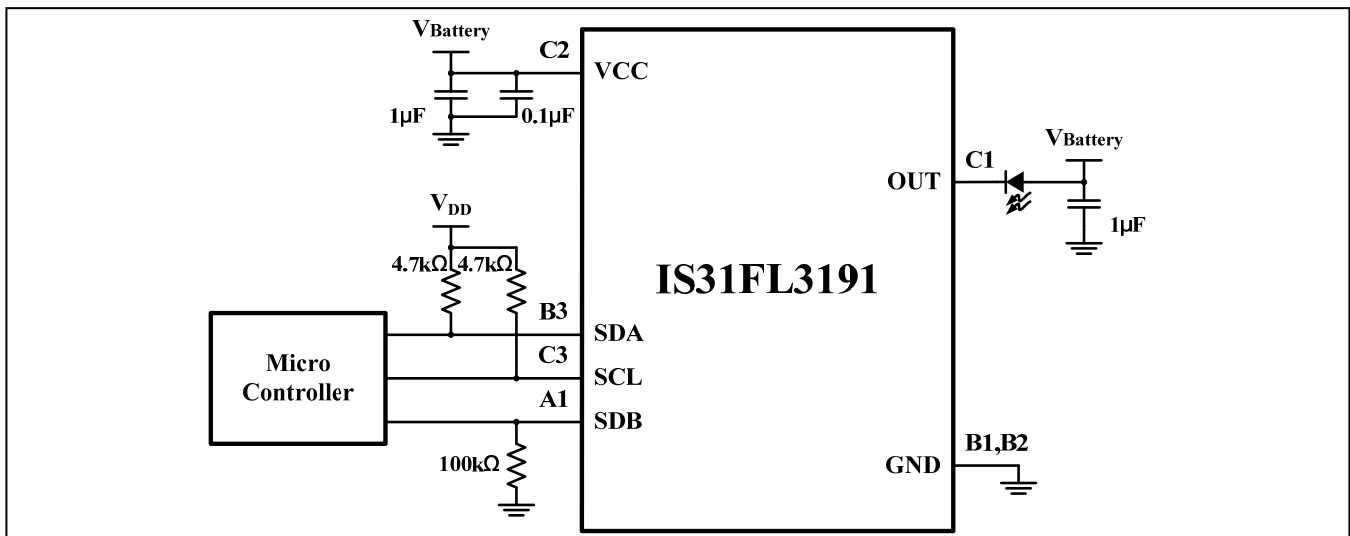 VBattery
C2
VCC
1µF
0.1µF
VBattery
C1
OUT
1µF
VDD
4.7kΩ
4.7kΩ
IS31FL3191
B3
SDA
Micro
Controller
C3
SCL
A1
SDB
B1,B2
GND
100kΩ